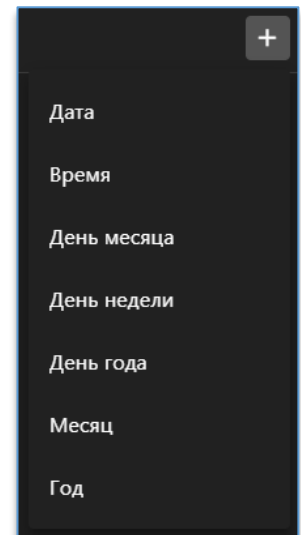 +
Дата
Время
День месяца
День недели
День года
Месяц
Год